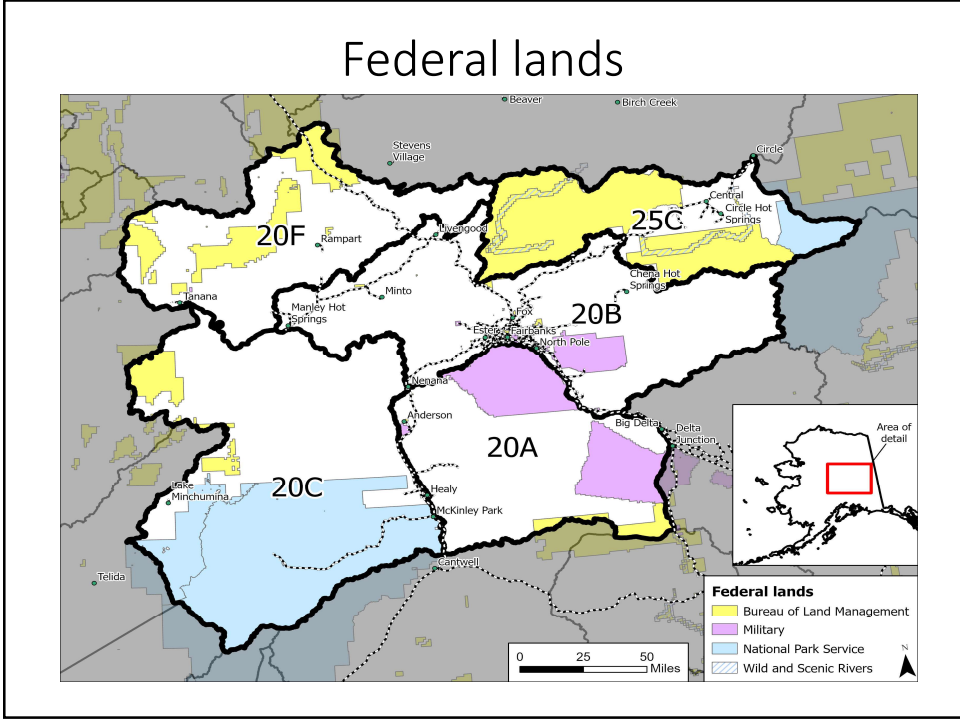 Federal lands
Beaver
Birch Creek
Stevens
Village
Circle
Central
Circle Hot
Springs
25C
Livengood
20F
Rampart
Chena Hot
Springs
Tanana
Minto
Manley Hot
Springs
Fox
20B
Ester
Fairbanks
North Pole
Nenana
Anderson
Big Delta
Delta
Junction
20A
Area of
detail
Lake
Minchumina
20C
Healy
McKinley Park
Cantwell
Telida
Federal lands
Bureau of Land Management
Military
National Park Service
Wild and Scenic Rivers
N
0 25 50
Miles